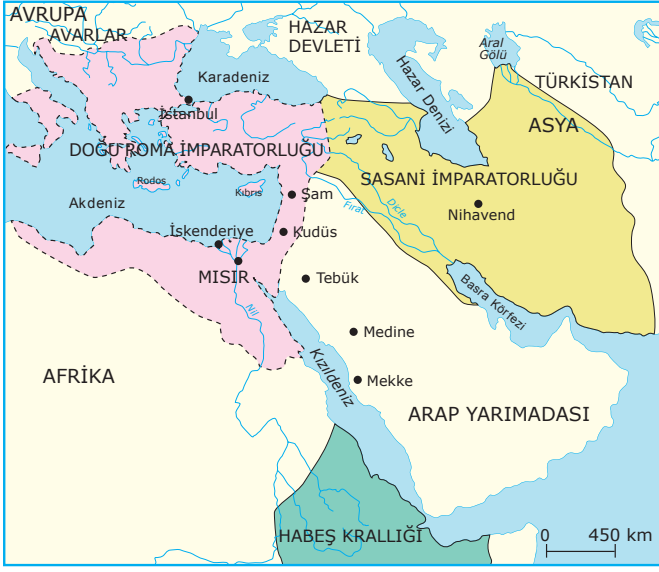 AVRUPA
AVARLAR
HAZAR
DEVLETİ
Aral
Gölü
Karadeniz
Hazar Denizi
TÜRKİSTAN
İstanbul
ASYA
DOĞU ROMA İMPARATORLUĞU
SASANİ İMPARATORLUĞU
Rodos
Kıbrıs
Şam
Akdeniz
Fırat
Dicle
Nihavend
İskenderiye
Kudüs
MISIR
Tebük
Basra Körfezi
Nil
Medine
Kızıldeniz
AFRİKA
Mekke
ARAP YARIMADASI
HABEŞ KRALLIĞI
0 450 km